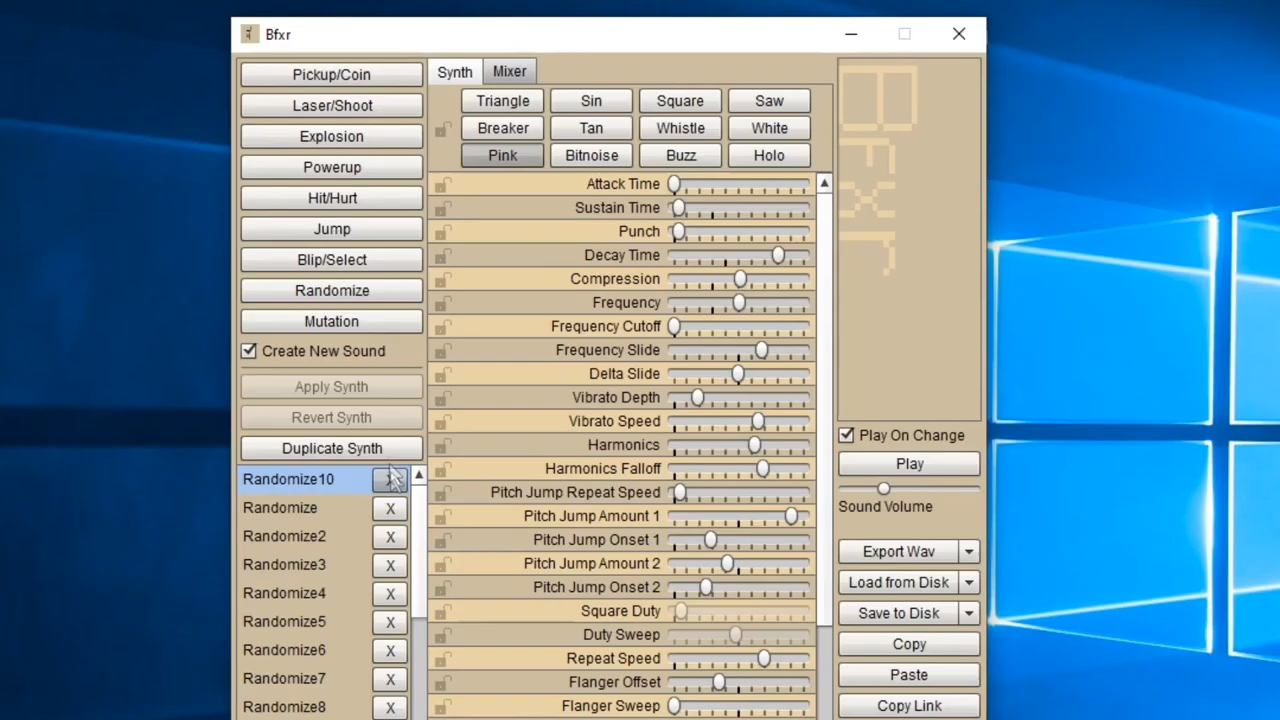 Bfxr
Pickup/Coin
Laser/Shoot
Explosion
Powerup
Hit/Hurt
Jump
Blip/Select
Randomize
Mutation
Create New Sound
Apply Synth
Revert Synth
Duplicate Synth
Randomize10 X
Randomize X
Randomize2 X
Randomize3 X
Randomize4 X
Randomize5 X
Randomize6 X
Randomize7 X
Randomize8 X
Synth Mixer
Triangle Sin Square Saw
Breaker Tan Whistle White
Pink Bitnoise Buzz Holo
Attack Time
Sustain Time
Punch
Decay Time
Compression
Frequency
Frequency Cutoff
Frequency Slide
Delta Slide
Vibrato Depth
Vibrato Speed
Harmonics
Harmonics Falloff
Pitch Jump Repeat Speed
Pitch Jump Amount 1
Pitch Jump Onset 1
Pitch Jump Amount 2
Pitch Jump Onset 2
Square Duty
Duty Sweep
Repeat Speed
Flanger Offset
Flanger Sweep
Bfxr
Play On Change
Play
Sound Volume
Export Wav
Load from Disk
Save to Disk
Copy
Paste
Copy Link